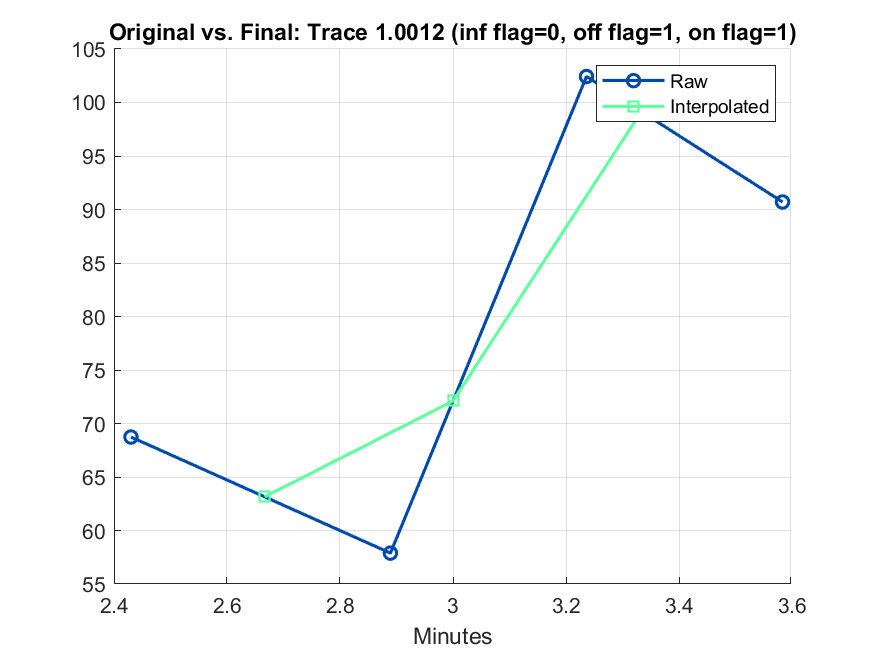 Original vs. Final: Trace 1.0012 (inf flag=0, off flag=1, on flag=1)
105
100
95
90
85
80
75
70
65
60
55
Raw
Interpolated
2.4 2.6 2.8 3 3.2 3.4 3.6
Minutes